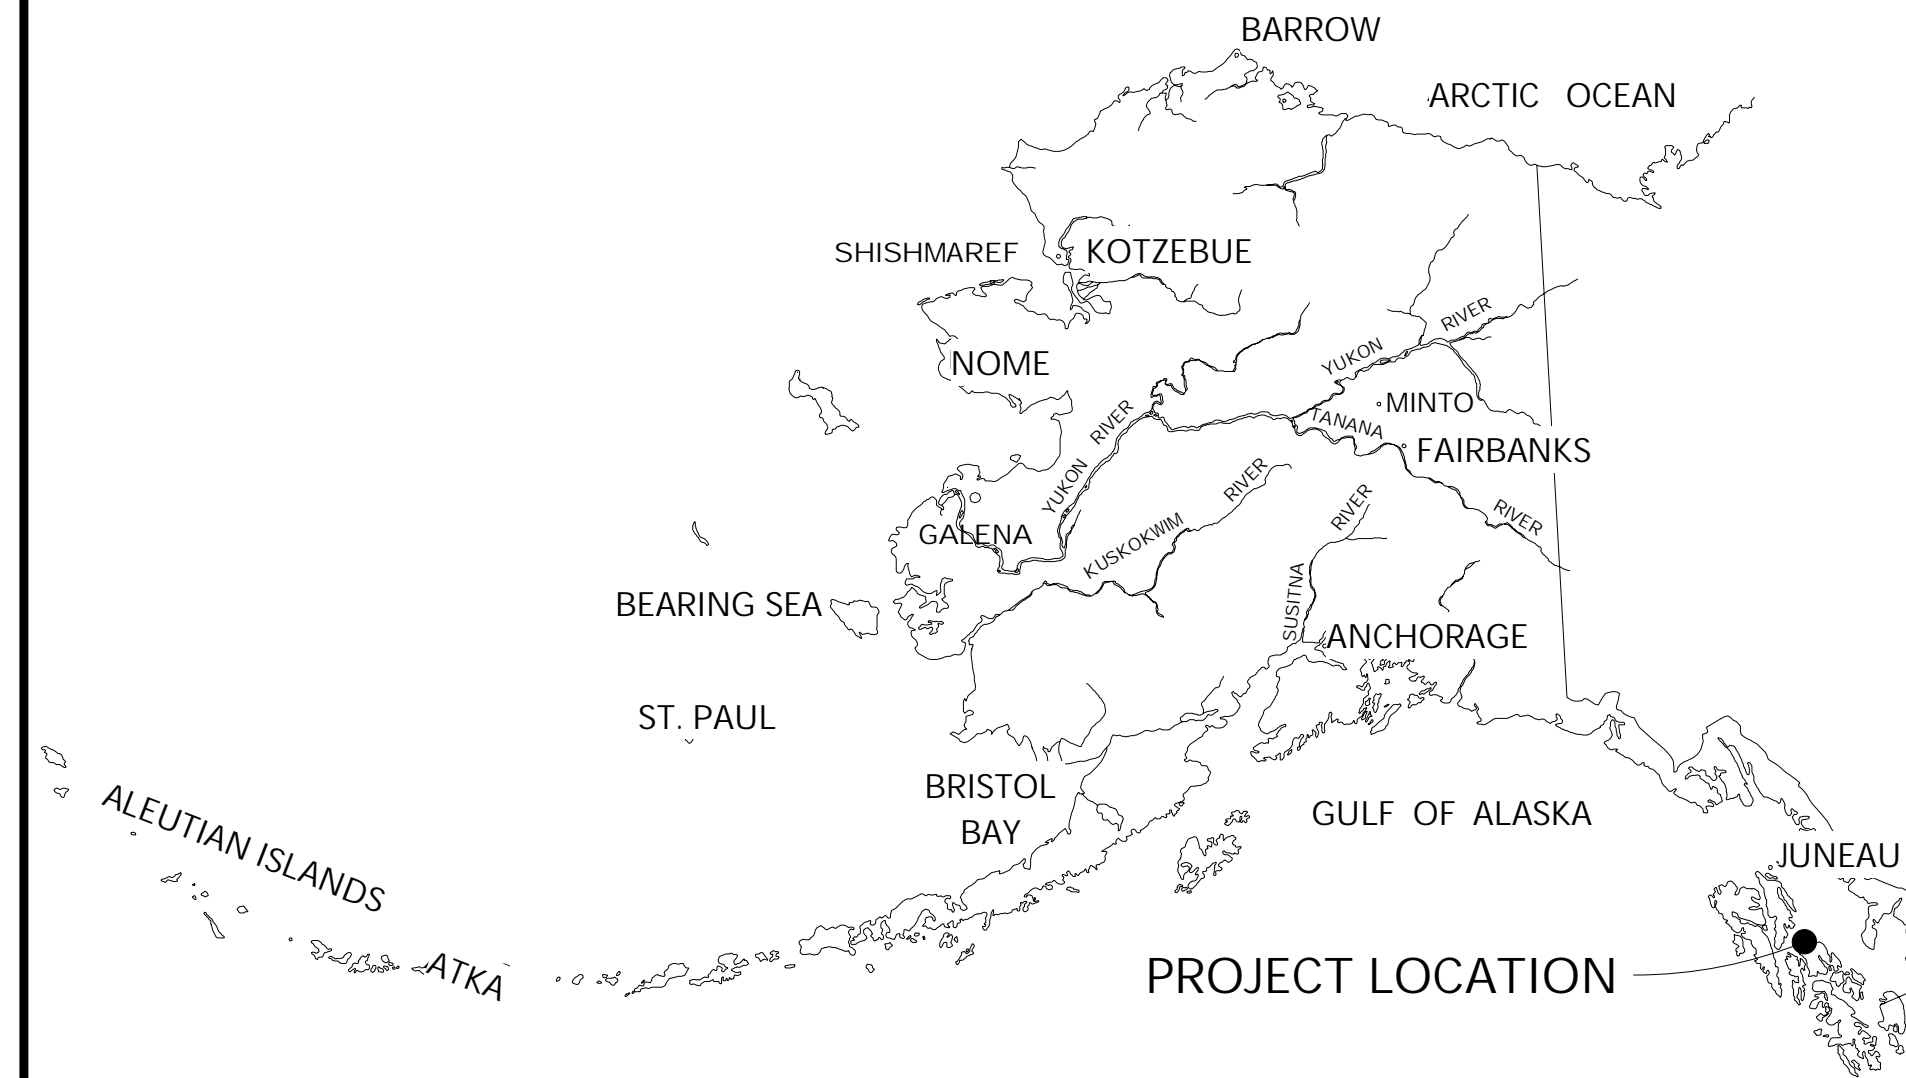 BARROW
ARCTIC OCEAN
SHISHMAREF
KOTZEBUE
YUKON RIVER
NOME
MINTO
TANANA
FAIRBANKS
YUKON RIVER
KUSKOKWIM RIVER
RIVER
GALENA
SUSITNA RIVER
BEARING SEA
ANCHORAGE
ST. PAUL
BRISTOL
BAY
GULF OF ALASKA
ALEUTIAN ISLANDS
JUNEAU
ATKA
PROJECT LOCATION